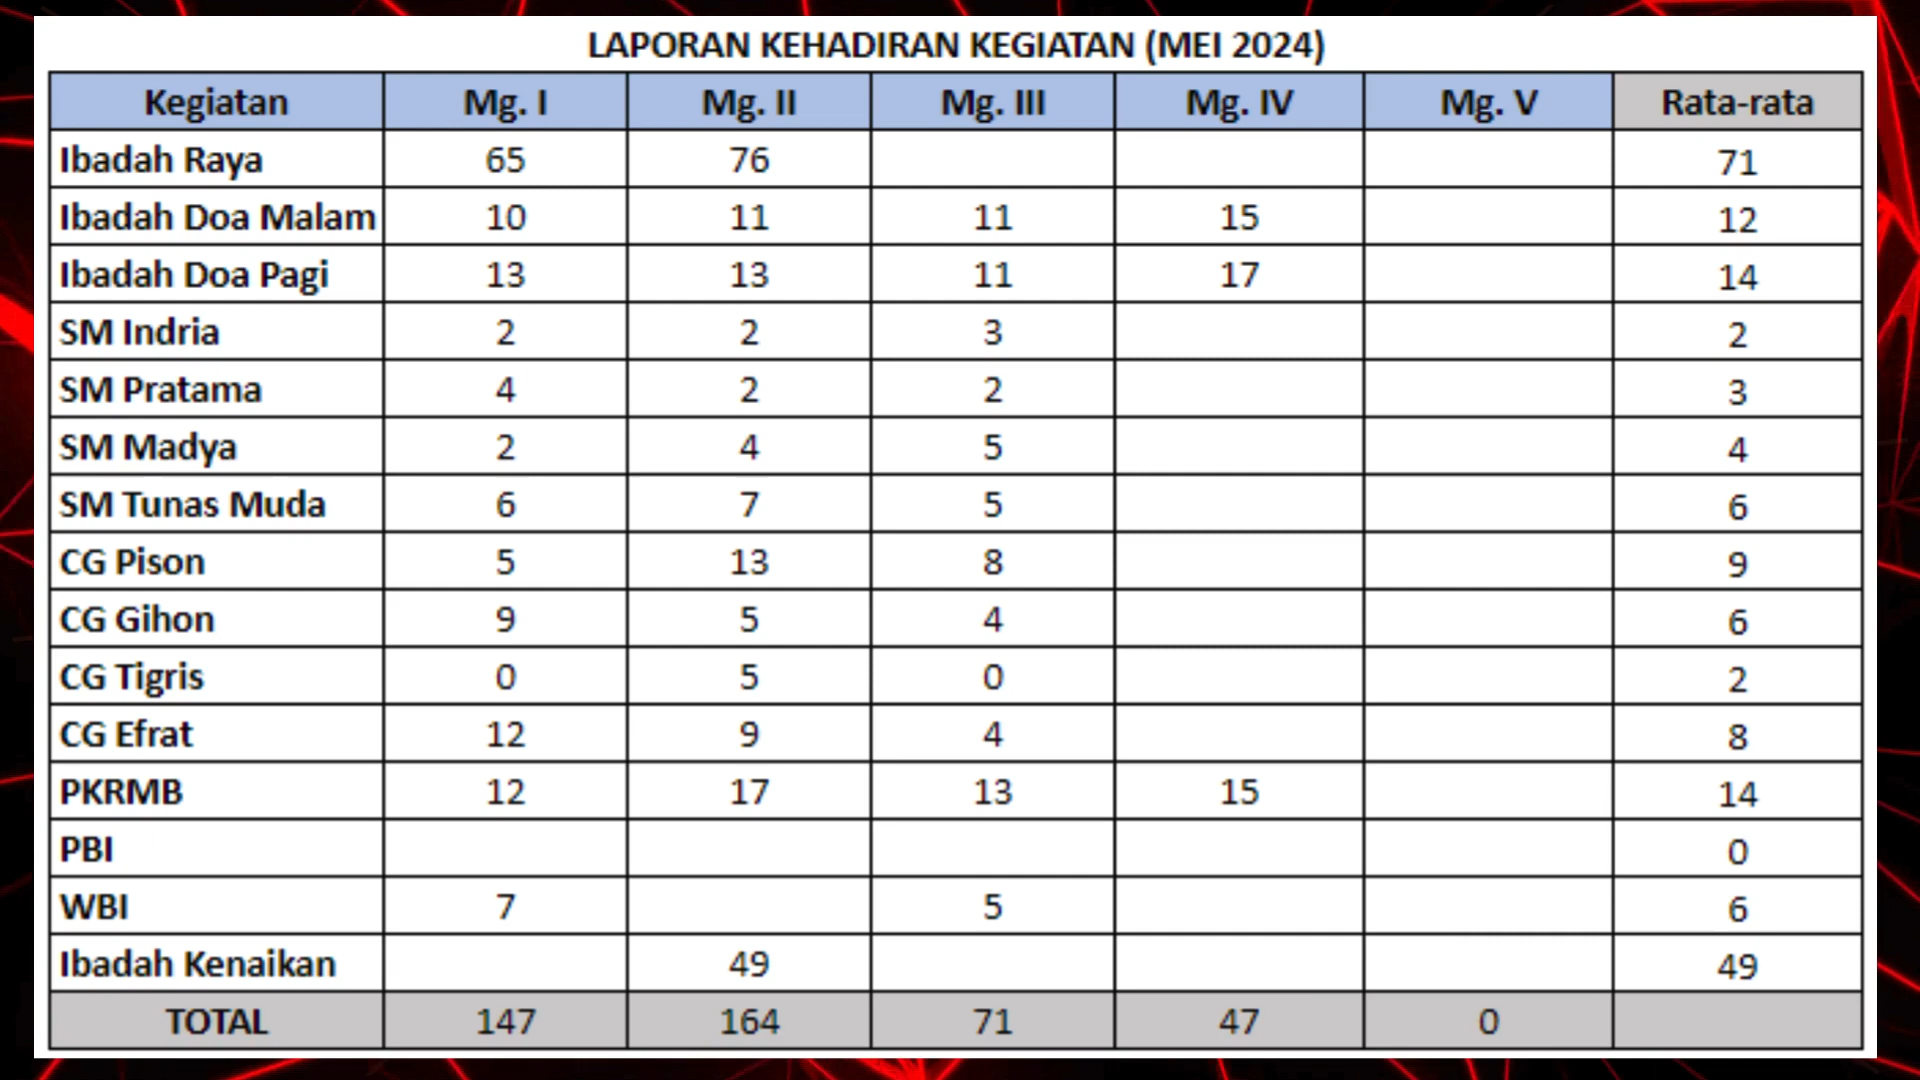 LAPORAN KEHADIRAN KEGIATAN (MEI 2024)
Kegiatan Mg. I Mg. II Mg. III Mg. IV Mg. V Rata-rata
Ibadah Raya 65 76 71
Ibadah Doa Malam 10 11 11 15 12
Ibadah Doa Pagi 13 13 11 17 14
SM Indria 2 2 3 2
SM Pratama 4 2 2 3
SM Madya 2 4 5 4
SM Tunas Muda 6 7 5 6
CG Pison 5 13 8 9
CG Gihon 9 5 4 6
CG Tigris 0 5 0 2
CG Efrat 12 9 4 8
PKRMB 12 17 13 15 14
PBI 0
WBI 7 5 6
Ibadah Kenaikan 49 49
TOTAL 147 164 71 47 0